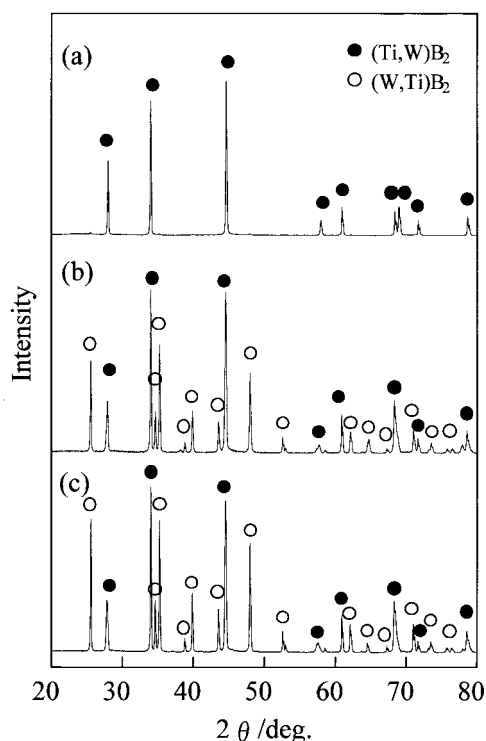 (a)
● (Ti,W)B₂
○ (W,Ti)B₂
(b)
(c)
Intensity
20 30 40 50 60 70 80
2 θ /deg.